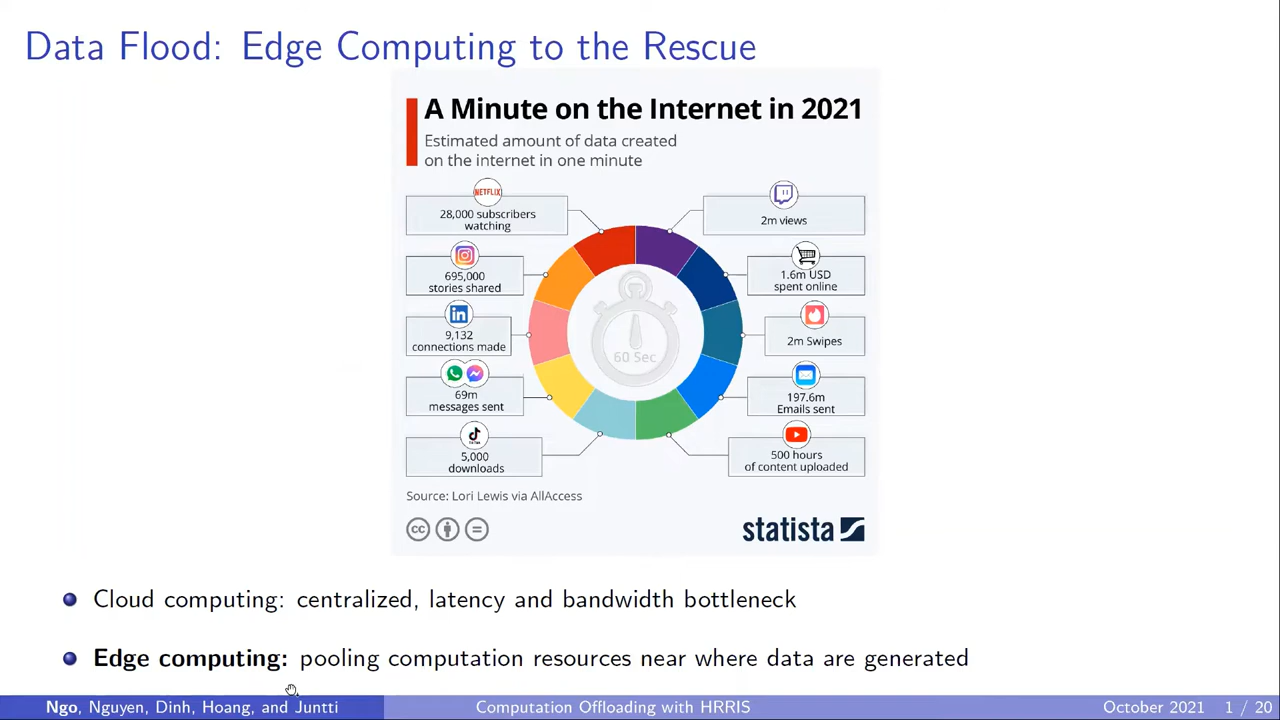 Data Flood: Edge Computing to the Rescue
A Minute on the Internet in 2021
Estimated amount of data created
on the internet in one minute
NETFLIX
28,000 subscribers
watching
2m views
695,000
stories shared
1.6m USD
spent online
in
9,132
connections made
2m Swipes
60 Sec
69m
messages sent
197.6m
Emails sent
TikTok
5,000
downloads
500 hours
of content uploaded
Source: Lori Lewis via AllAccess
cc
statista
Cloud computing: centralized, latency and bandwidth bottleneck
Edge computing: pooling computation resources near where data are generated
Ngo, Nguyen, Dinh, Hoang, and Juntti
Computation Offloading with HRRIS
October 2021 1 / 20